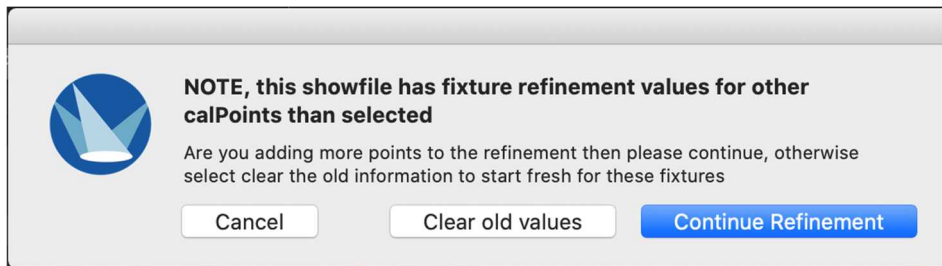 NOTE, this showfile has fixture refinement values for other
calPoints than selected
Are you adding more points to the refinement then please continue, otherwise
select clear the old information to start fresh for these fixtures
Cancel
Clear old values
Continue Refinement